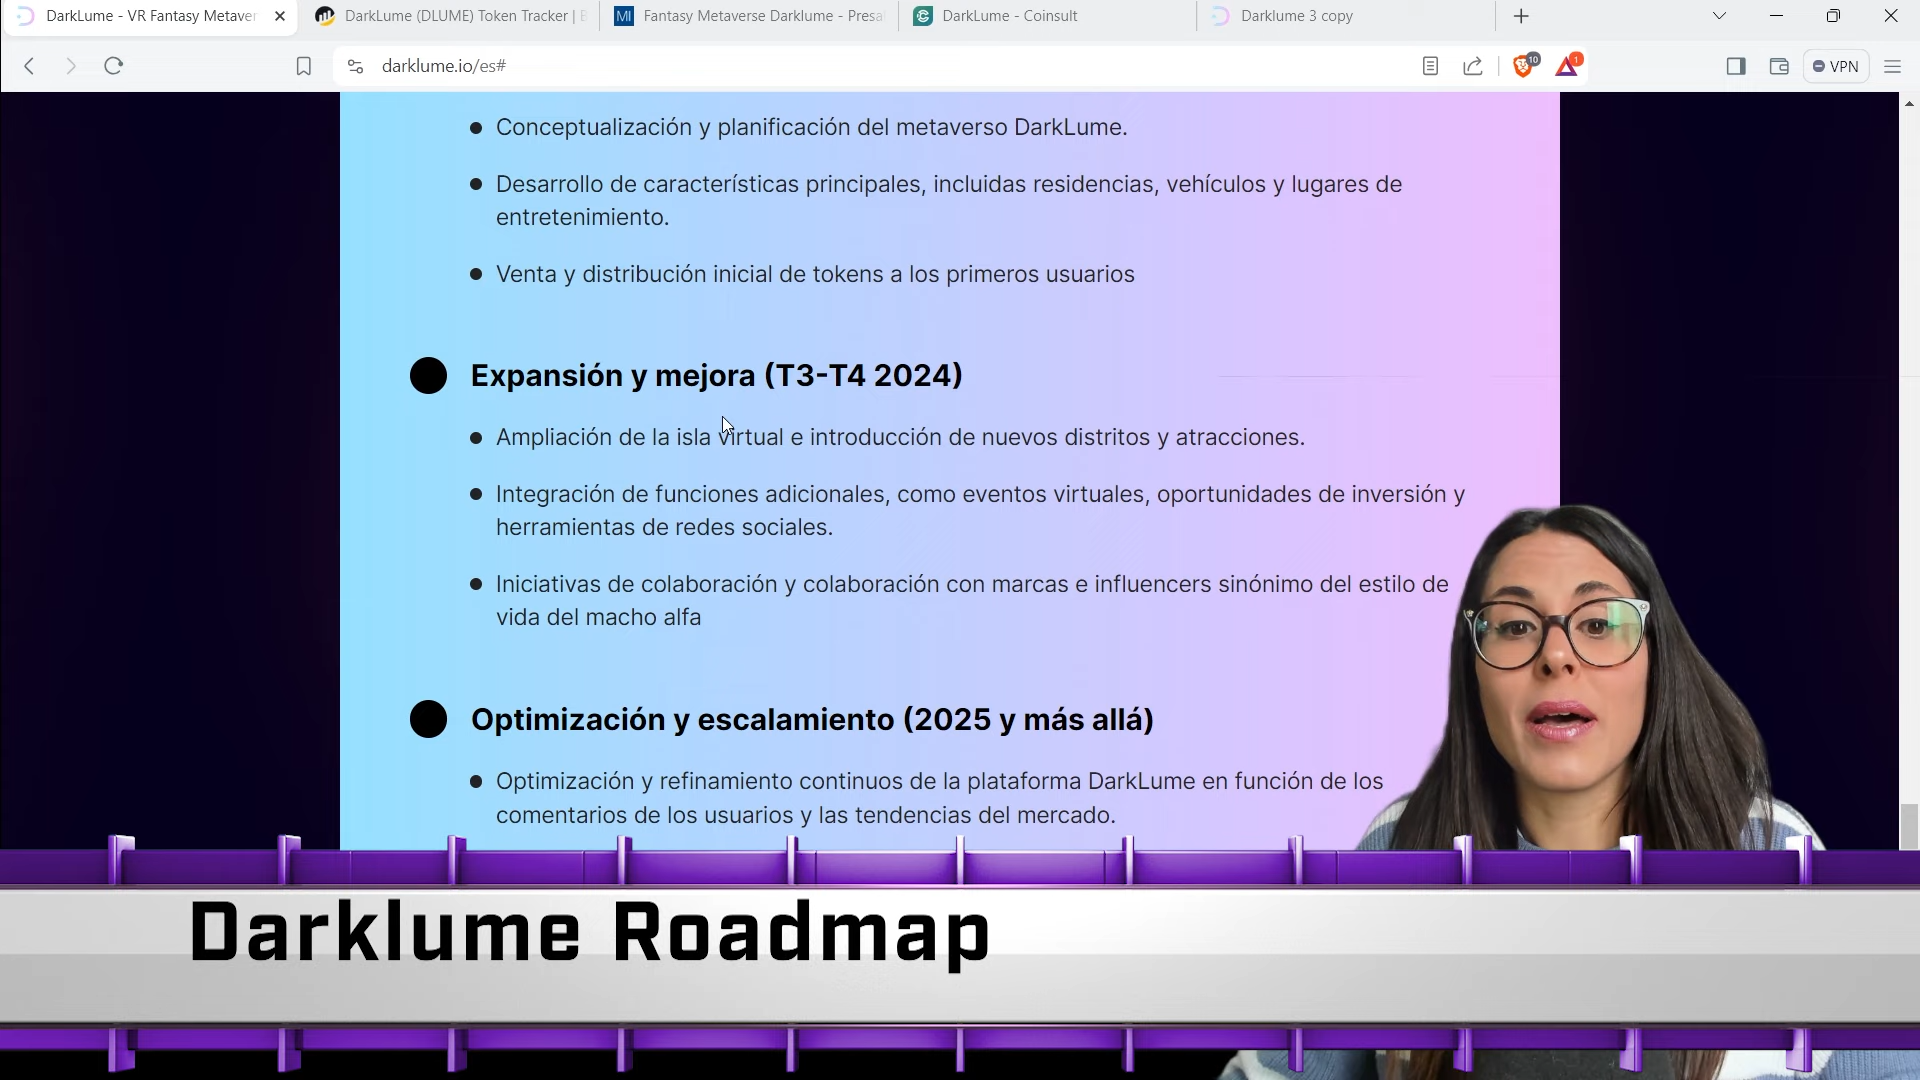 DarkLume - VR Fantasy Metaver
DarkLume (DLUME) Token Tracker |
Fantasy Metaverse Darklume - Presa
DarkLume - Coinsult
Darklume 3 copy
darklume.io/es#
10
1
VPN
Conceptualización y planificación del metaverso DarkLume.
Desarrollo de características principales, incluidas residencias, vehículos y lugares de
entretenimiento.
Venta y distribución inicial de tokens a los primeros usuarios
Expansión y mejora (T3-T4 2024)
Ampliación de la isla virtual e introducción de nuevos distritos y atracciones.
Integración de funciones adicionales, como eventos virtuales, oportunidades de inversión y
herramientas de redes sociales.
Iniciativas de colaboración y colaboración con marcas e influencers sinónimo del estilo de
vida del macho alfa
Optimización y escalamiento (2025 y más allá)
Optimización y refinamiento continuos de la plataforma DarkLume en función de los
comentarios de los usuarios y las tendencias del mercado.
Darklume Roadmap